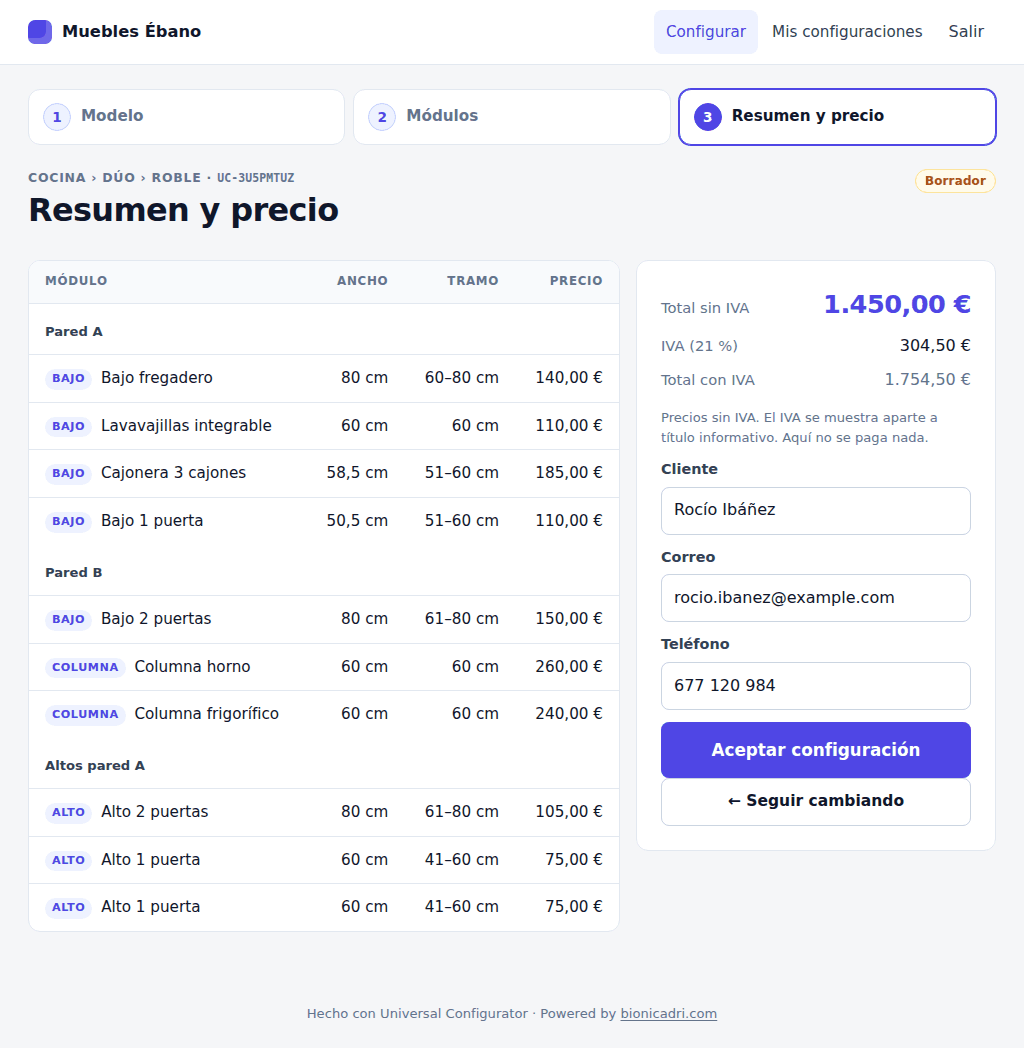 Muebles Ébano
Configurar Mis configuraciones Salir
1 Modelo
2 Módulos
3 Resumen y precio
COCINA › DÚO › ROBLE · UC-3U5PMTUZ
Borrador
Resumen y precio
MÓDULO ANCHO TRAMO PRECIO
Pared A
BAJO Bajo fregadero 80 cm 60–80 cm 140,00 €
BAJO Lavavajillas integrable 60 cm 60 cm 110,00 €
BAJO Cajonera 3 cajones 58,5 cm 51–60 cm 185,00 €
BAJO Bajo 1 puerta 50,5 cm 51–60 cm 110,00 €
Pared B
BAJO Bajo 2 puertas 80 cm 61–80 cm 150,00 €
COLUMNA Columna horno 60 cm 60 cm 260,00 €
COLUMNA Columna frigorífico 60 cm 60 cm 240,00 €
Altos pared A
ALTO Alto 2 puertas 80 cm 61–80 cm 105,00 €
ALTO Alto 1 puerta 60 cm 41–60 cm 75,00 €
ALTO Alto 1 puerta 60 cm 41–60 cm 75,00 €
Total sin IVA 1.450,00 €
IVA (21 %) 304,50 €
Total con IVA 1.754,50 €
Precios sin IVA. El IVA se muestra aparte a
título informativo. Aquí no se paga nada.
Cliente
Rocío Ibáñez
Correo
rocio.ibanez@example.com
Teléfono
677 120 984
Aceptar configuración
← Seguir cambiando
Hecho con Universal Configurator · Powered by bionicadri.com